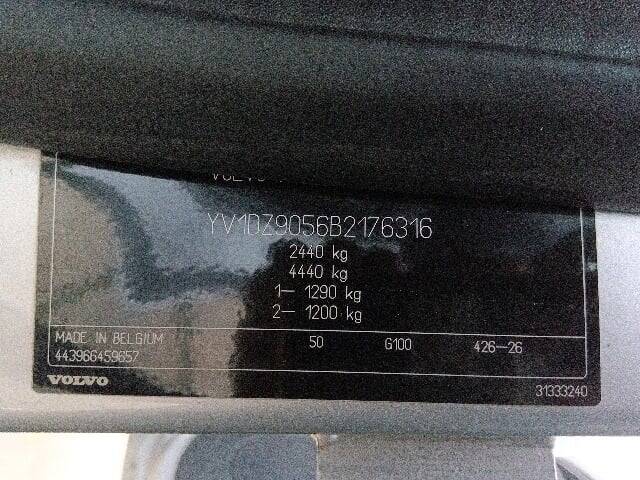 YV1DZ9056B2176316
2440 kg
4440 kg
1– 1290 kg
2– 1200 kg
MADE IN BELGIUM 50 G100 426–26
443966459657
VOLVO 31333240